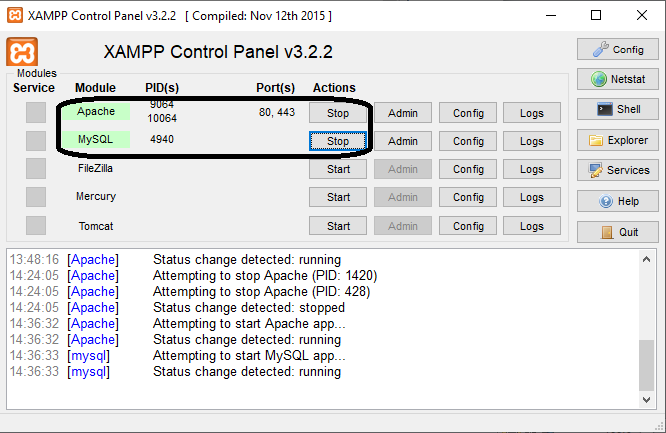 XAMPP Control Panel v3.2.2 [ Compiled: Nov 12th 2015 ]
XAMPP Control Panel v3.2.2
Config
Modules
Service Module PID(s) Port(s) Actions
Netstat
Apache 9064 10064 80, 443 Stop Admin Config Logs
Shell
MySQL 4940 Stop Admin Config Logs
Explorer
FileZilla Start Admin Config Logs
Services
Mercury Start Admin Config Logs
Help
Tomcat Start Admin Config Logs
Quit
13:48:16 [Apache] Status change detected: running
14:24:05 [Apache] Attempting to stop Apache (PID: 1420)
14:24:05 [Apache] Attempting to stop Apache (PID: 428)
14:24:05 [Apache] Status change detected: stopped
14:36:32 [Apache] Attempting to start Apache app...
14:36:32 [Apache] Status change detected: running
14:36:33 [mysql] Attempting to start MySQL app...
14:36:33 [mysql] Status change detected: running